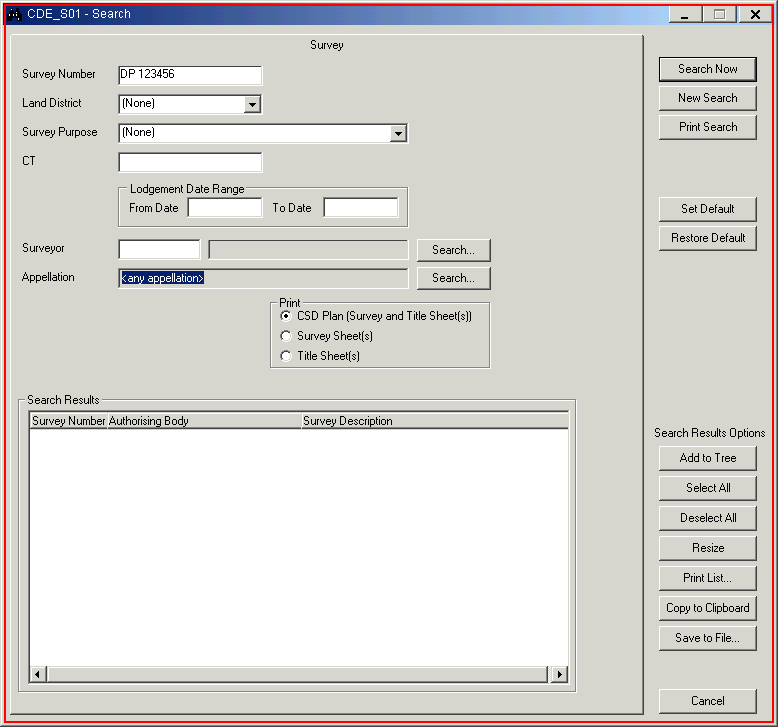 CDE_S01 - Search
Survey
Survey Number DP 123456
Land District (None)
Survey Purpose (None)
CT
Lodgement Date Range
From Date To Date
Surveyor Search...
Appellation <any appellation> Search...
Print
CSD Plan (Survey and Title Sheet(s))
Survey Sheet(s)
Title Sheet(s)
Search Results
Survey Number Authorising Body Survey Description
Search Now
New Search
Print Search
Set Default
Restore Default
Search Results Options
Add to Tree
Select All
Deselect All
Resize
Print List...
Copy to Clipboard
Save to File...
Cancel